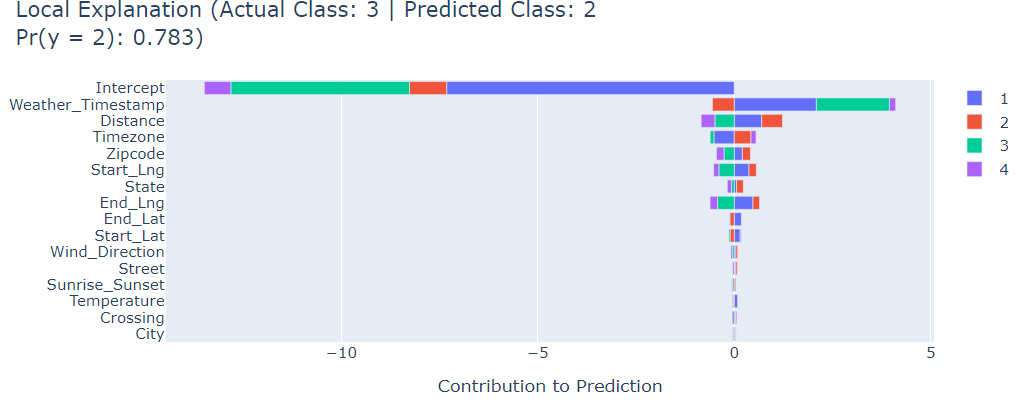 Local Explanation (Actual Class: 3 | Predicted Class: 2
Pr(y = 2): 0.783)
Intercept
Weather_Timestamp
Distance
Timezone
Zipcode
Start_Lng
State
End_Lng
End_Lat
Start_Lat
Wind_Direction
Street
Sunrise_Sunset
Temperature
Crossing
City
−10
−5
0
5
Contribution to Prediction
1
2
3
4